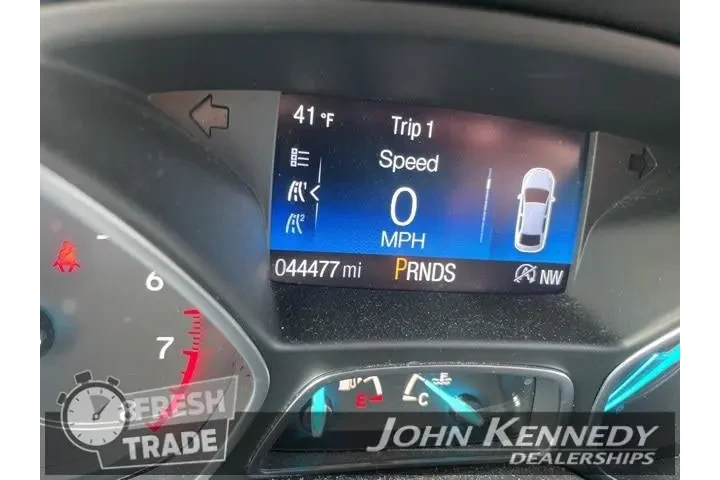 41 °F
Trip 1
Speed
0
MPH
044477 mi
PRNDS
NW
6
7
E
C
FRESH
TRADE
JOHN KENNEDY
DEALERSHIPS